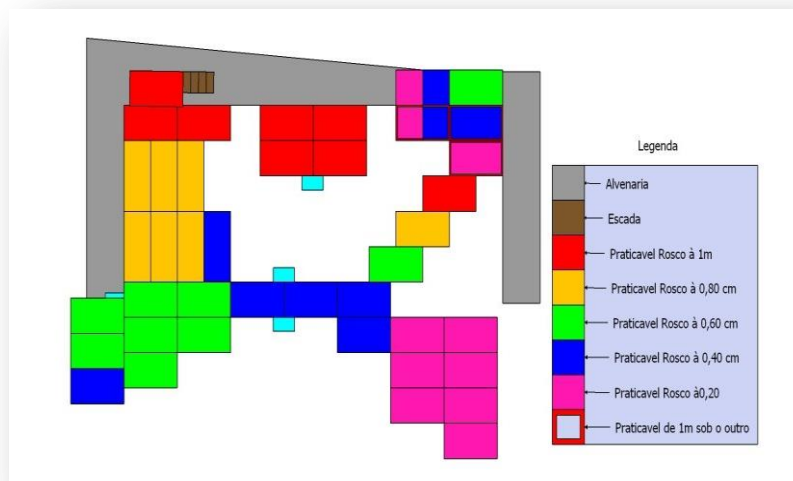 Legenda
Alvenaria
Escada
Praticavel Rosco à 1m
Praticavel Rosco à 0,80 cm
Praticavel Rosco à 0,60 cm
Praticavel Rosco à 0,40 cm
Praticavel Rosco à0,20
Praticavel de 1m sob o outro